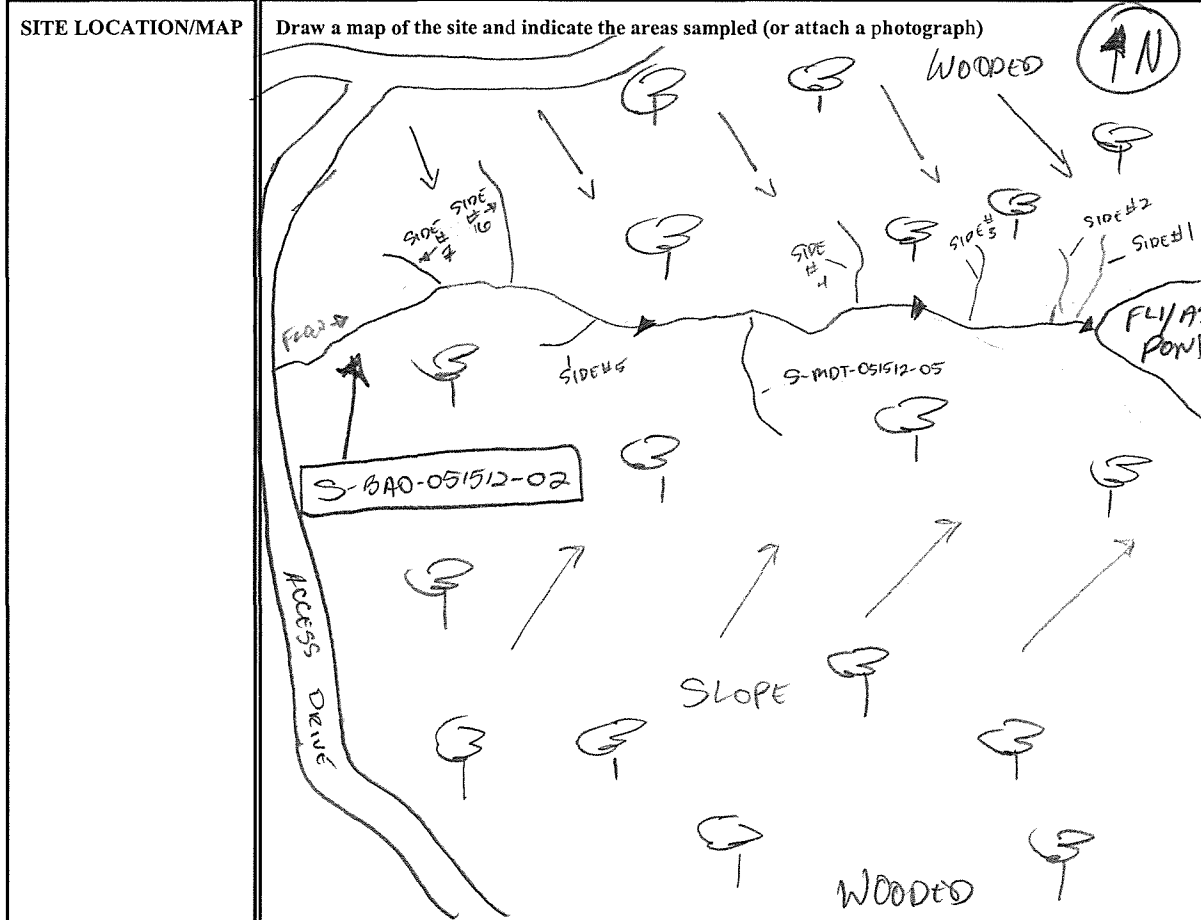 SITE LOCATION/MAP
Draw a map of the site and indicate the areas sampled (or attach a photograph)
WOODED
N
SIDE #7
SIDE #6
SIDE #4
SIDE #3
SIDE #2
SIDE #1
FLOW
SIDE #5
S-MDT-051512-05
PON
S-BAO-051512-02
ACCESS DRIVE
SLOPE
WOODED